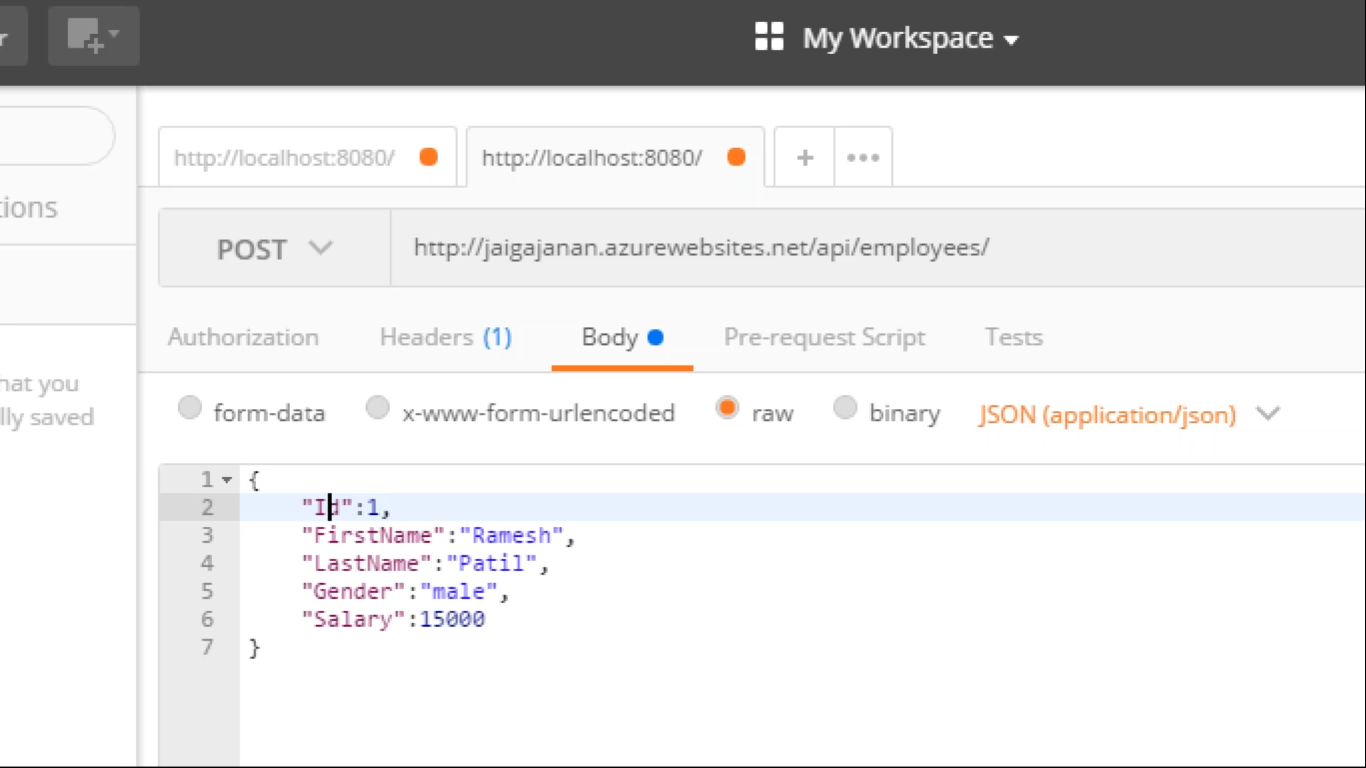 My Workspace
http://localhost:8080/ http://localhost:8080/ + •••
tions
POST http://jaigajanan.azurewebsites.net/api/employees/
Authorization Headers (1) Body Pre-request Script Tests
hat you
lly saved
form-data x-www-form-urlencoded raw binary JSON (application/json)
1 {
2 "Id":1,
3 "FirstName":"Ramesh",
4 "LastName":"Patil",
5 "Gender":"male",
6 "Salary":15000
7 }